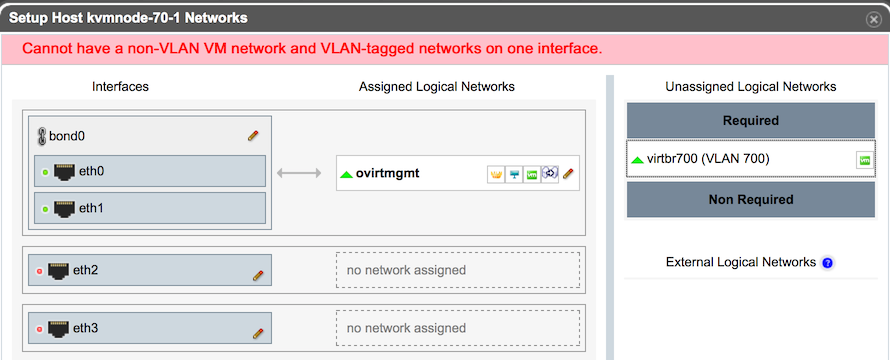 Setup Host kvmnode-70-1 Networks
Cannot have a non-VLAN VM network and VLAN-tagged networks on one interface.
Interfaces
Assigned Logical Networks
Unassigned Logical Networks
bond0
eth0
eth1
ovirtmgmt
vm
eth2
no network assigned
eth3
no network assigned
Required
virtbr700 (VLAN 700)
vm
Non Required
External Logical Networks ?